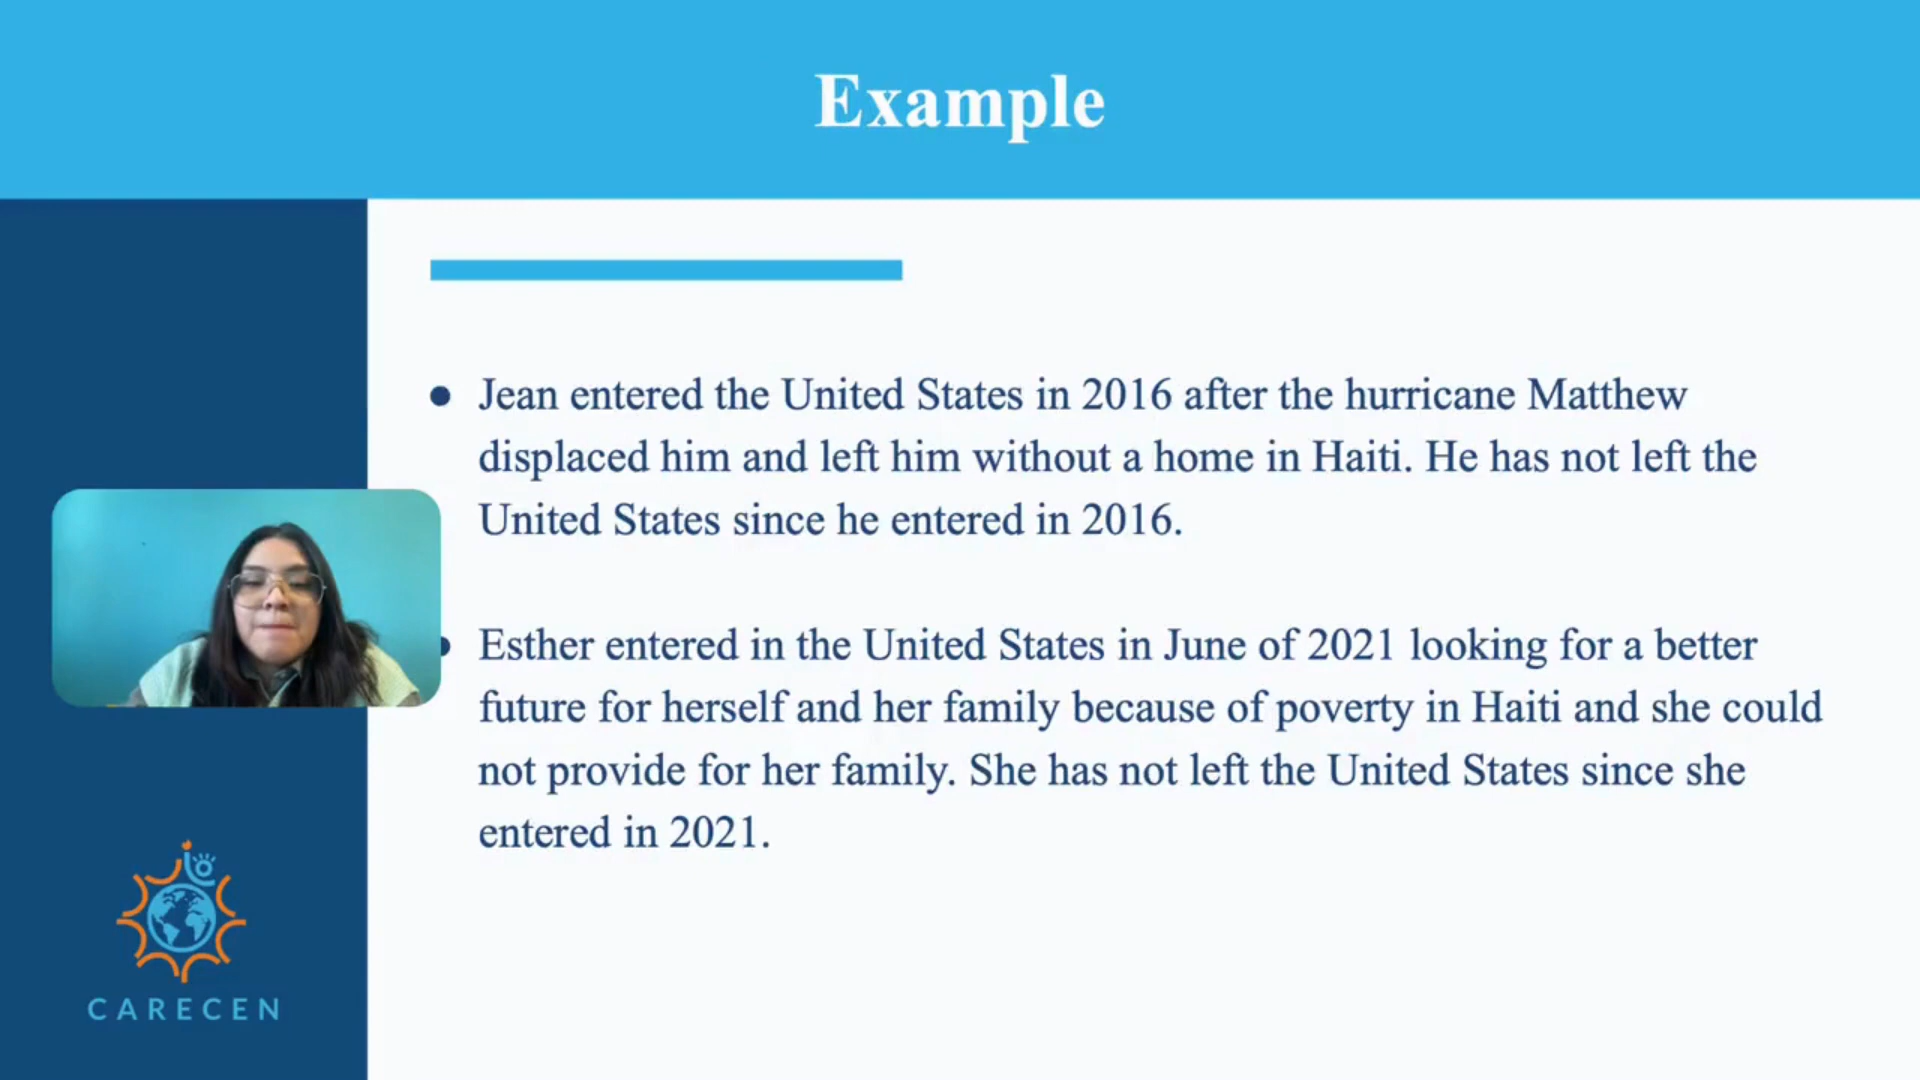 Example
Jean entered the United States in 2016 after the hurricane Matthew
displaced him and left him without a home in Haiti. He has not left the
United States since he entered in 2016.
Esther entered in the United States in June of 2021 looking for a better
future for herself and her family because of poverty in Haiti and she could
not provide for her family. She has not left the United States since she
entered in 2021.
CARECEN